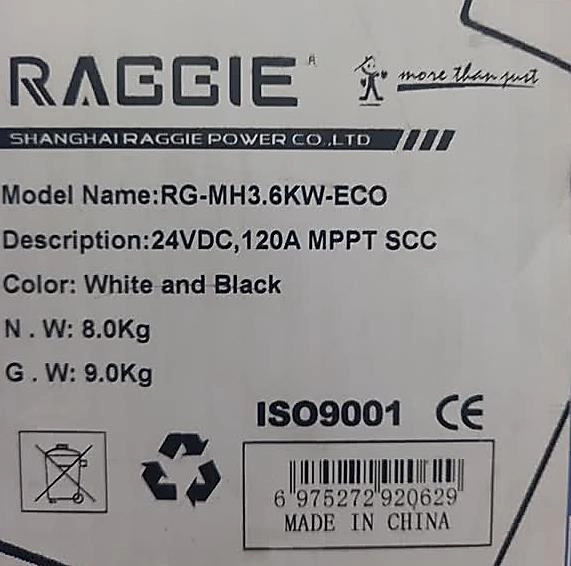 RAGGIE
more than just
SHANGHAI RAGGIE POWER CO.,LTD
Model Name:RG-MH3.6KW-ECO
Description:24VDC,120A MPPT SCC
Color: White and Black
N . W: 8.0Kg
G . W: 9.0Kg
ISO9001 CE
6 975272 920629
MADE IN CHINA